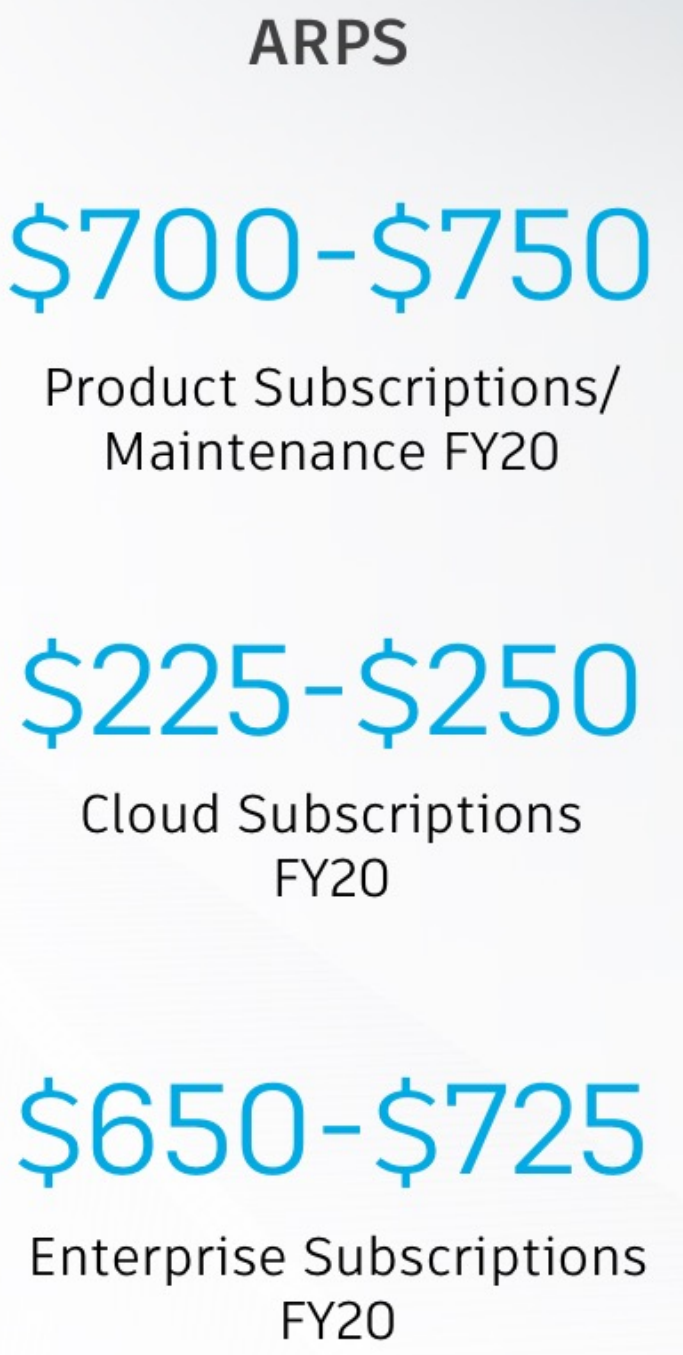 ARPS
$700-$750
Product Subscriptions/
Maintenance FY20
$225-$250
Cloud Subscriptions
FY20
$650-$725
Enterprise Subscriptions
FY20